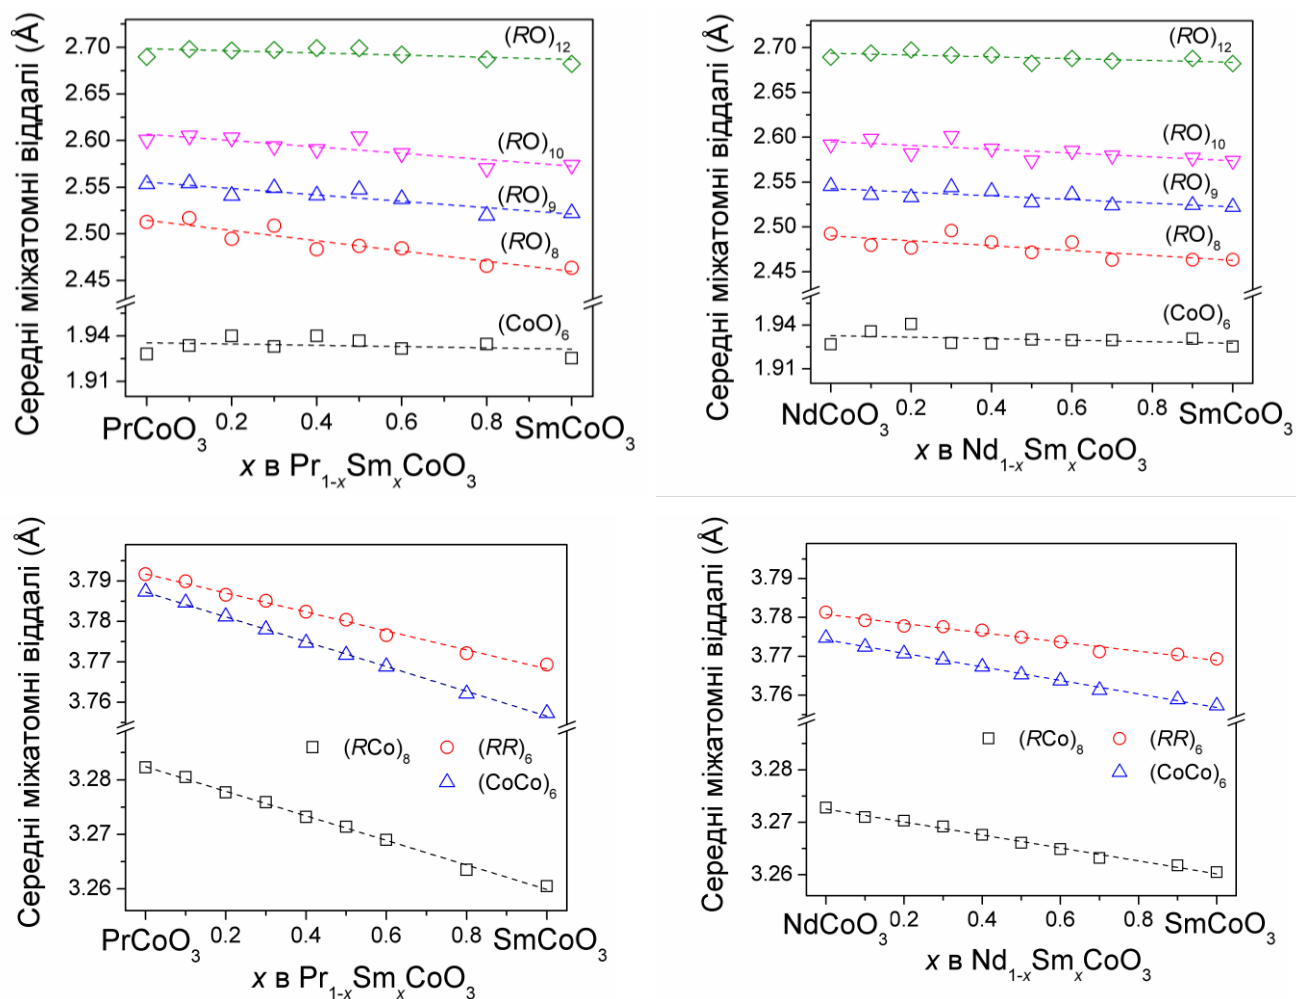 Середні міжатомні віддалі (Å)
2.70
2.65
2.60
2.55
2.50
2.45
1.94
1.91
(RO)₁₂
(RO)₁₀
(RO)₉
(RO)₈
(CoO)₆
PrCoO₃ 0.2 0.4 0.6 0.8 SmCoO₃
x в Pr₁₋ₓSmₓCoO₃
Середні міжатомні віддалі (Å)
2.70
2.65
2.60
2.55
2.50
2.45
1.94
1.91
(RO)₁₂
(RO)₁₀
(RO)₉
(RO)₈
(CoO)₆
NdCoO₃ 0.2 0.4 0.6 0.8 SmCoO₃
x в Nd₁₋ₓSmₓCoO₃
Середні міжатомні віддалі (Å)
3.79
3.78
3.77
3.76
3.28
3.27
3.26
(RCo)₈ (RR)₆
(CoCo)₆
PrCoO₃ 0.2 0.4 0.6 0.8 SmCoO₃
x в Pr₁₋ₓSmₓCoO₃
Середні міжатомні віддалі (Å)
3.79
3.78
3.77
3.76
3.28
3.27
3.26
(RCo)₈ (RR)₆
(CoCo)₆
NdCoO₃ 0.2 0.4 0.6 0.8 SmCoO₃
x в Nd₁₋ₓSmₓCoO₃